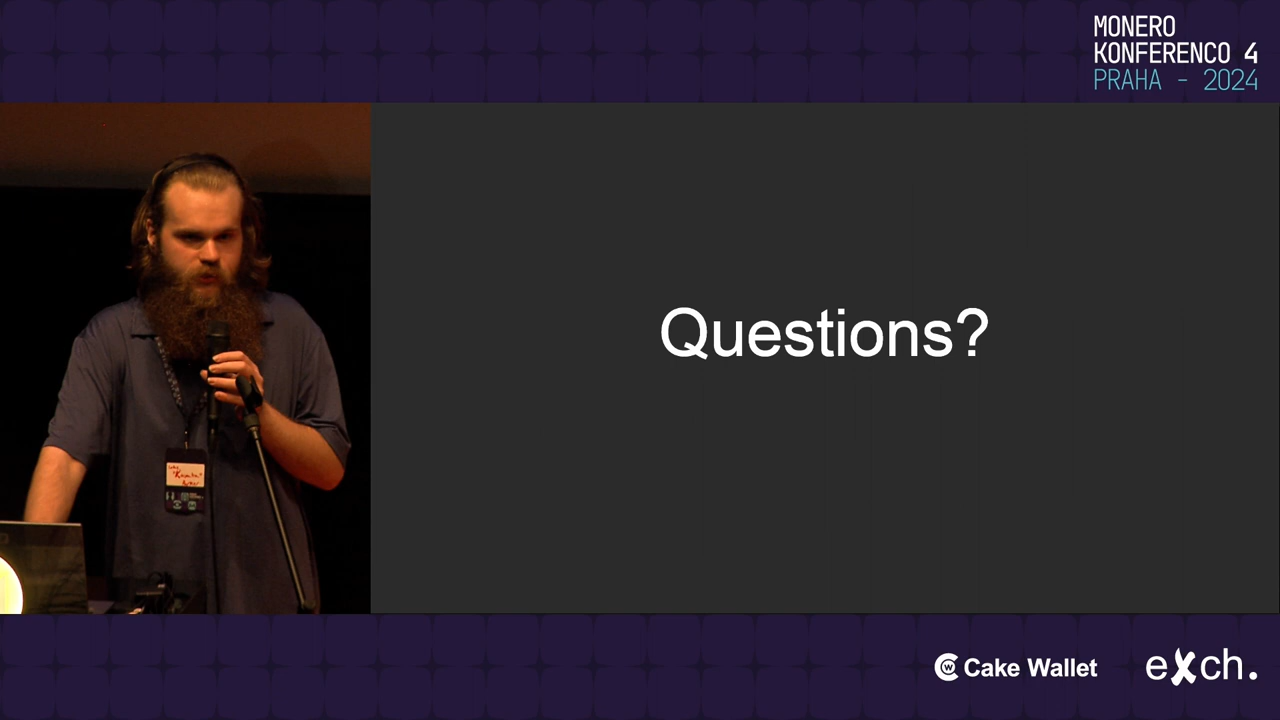 MONERO
KONFERENCO 4
PRAHA - 2024
Questions?
Cake Wallet
eXch.